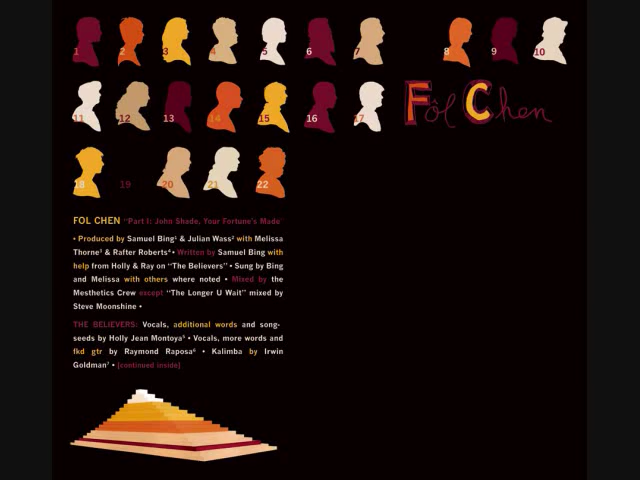 1 2 3 4 5 6 7 8 9 10
11 12 13 14 15 16 17 Föl Chen
18 19 20 21 22
FOL CHEN "Part I: John Shade, Your Fortune's Made"
• Produced by Samuel Bing¹ & Julian Wass² with Melissa
Thorne³ & Rafter Roberts⁴ • Written by Samuel Bing with
help from Holly & Ray on "The Believers" • Sung by Bing
and Melissa with others where noted • Mixed by the
Mesthetics Crew except "The Longer U Wait" mixed by
Steve Moonshine •
THE BELIEVERS: Vocals, additional words and song-
seeds by Holly Jean Montoya⁵ • Vocals, more words and
fkd gtr by Raymond Raposa⁶ • Kalimba by Irwin
Goldman⁷ • [continued inside]